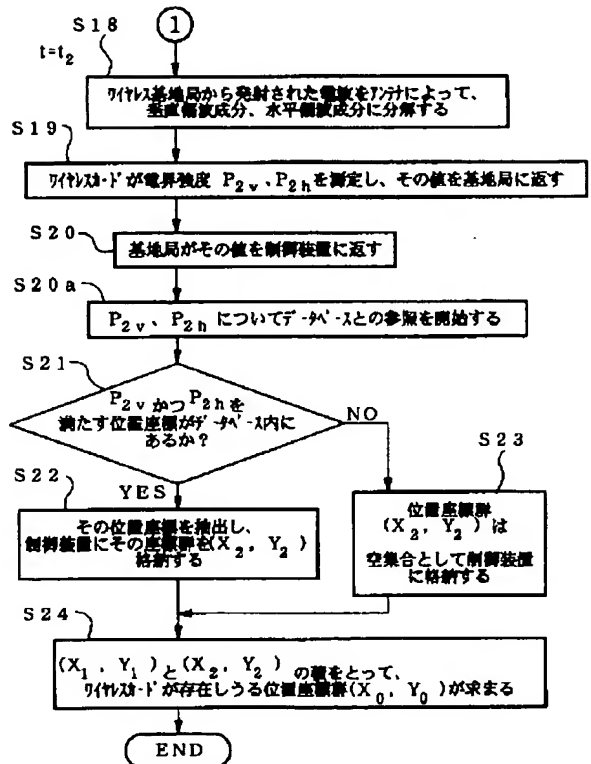 1
S18
t=t₂
ワイヤレス基地局から発射された電波をアンテナによって、
垂直偏波成分、水平偏波成分に分解する
S19
ワイヤレスカードが電界強度 P₂ᵥ、P₂ₕを測定し、その値を基地局に返す
S20
基地局がその値を制御装置に返す
S20a
P₂ᵥ、P₂ₕ についてデータベースとの参照を開始する
S21
P₂ᵥ かつ P₂ₕを
満たす位置座標がデータベース内に
あるか?
NO
YES
S22
その位置座標を抽出し、
制御装置にその座標群を(X₂, Y₂)
格納する
S23
位置座標群
(X₂, Y₂) は
空集合として制御装置
に格納する
S24
(X₁, Y₁) と (X₂, Y₂) の積をとって、
ワイヤレスカードが存在しうる位置座標群(X₀, Y₀) が求まる
END